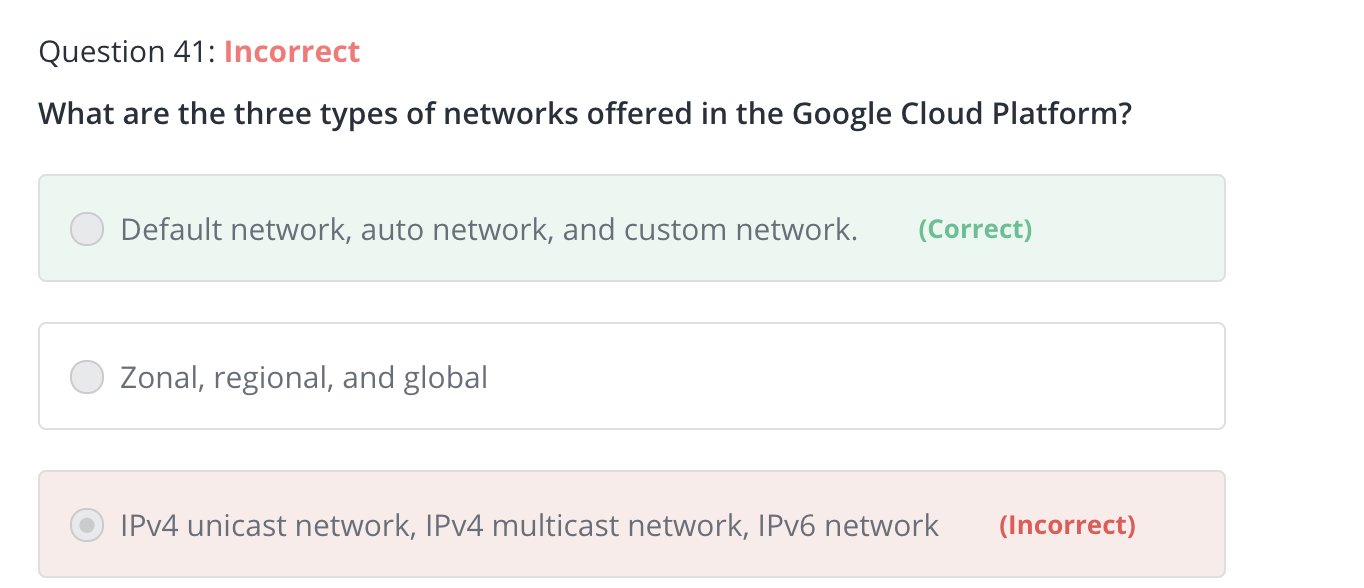 Question 41: Incorrect
What are the three types of networks offered in the Google Cloud Platform?
Default network, auto network, and custom network. (Correct)
Zonal, regional, and global
IPv4 unicast network, IPv4 multicast network, IPv6 network (Incorrect)